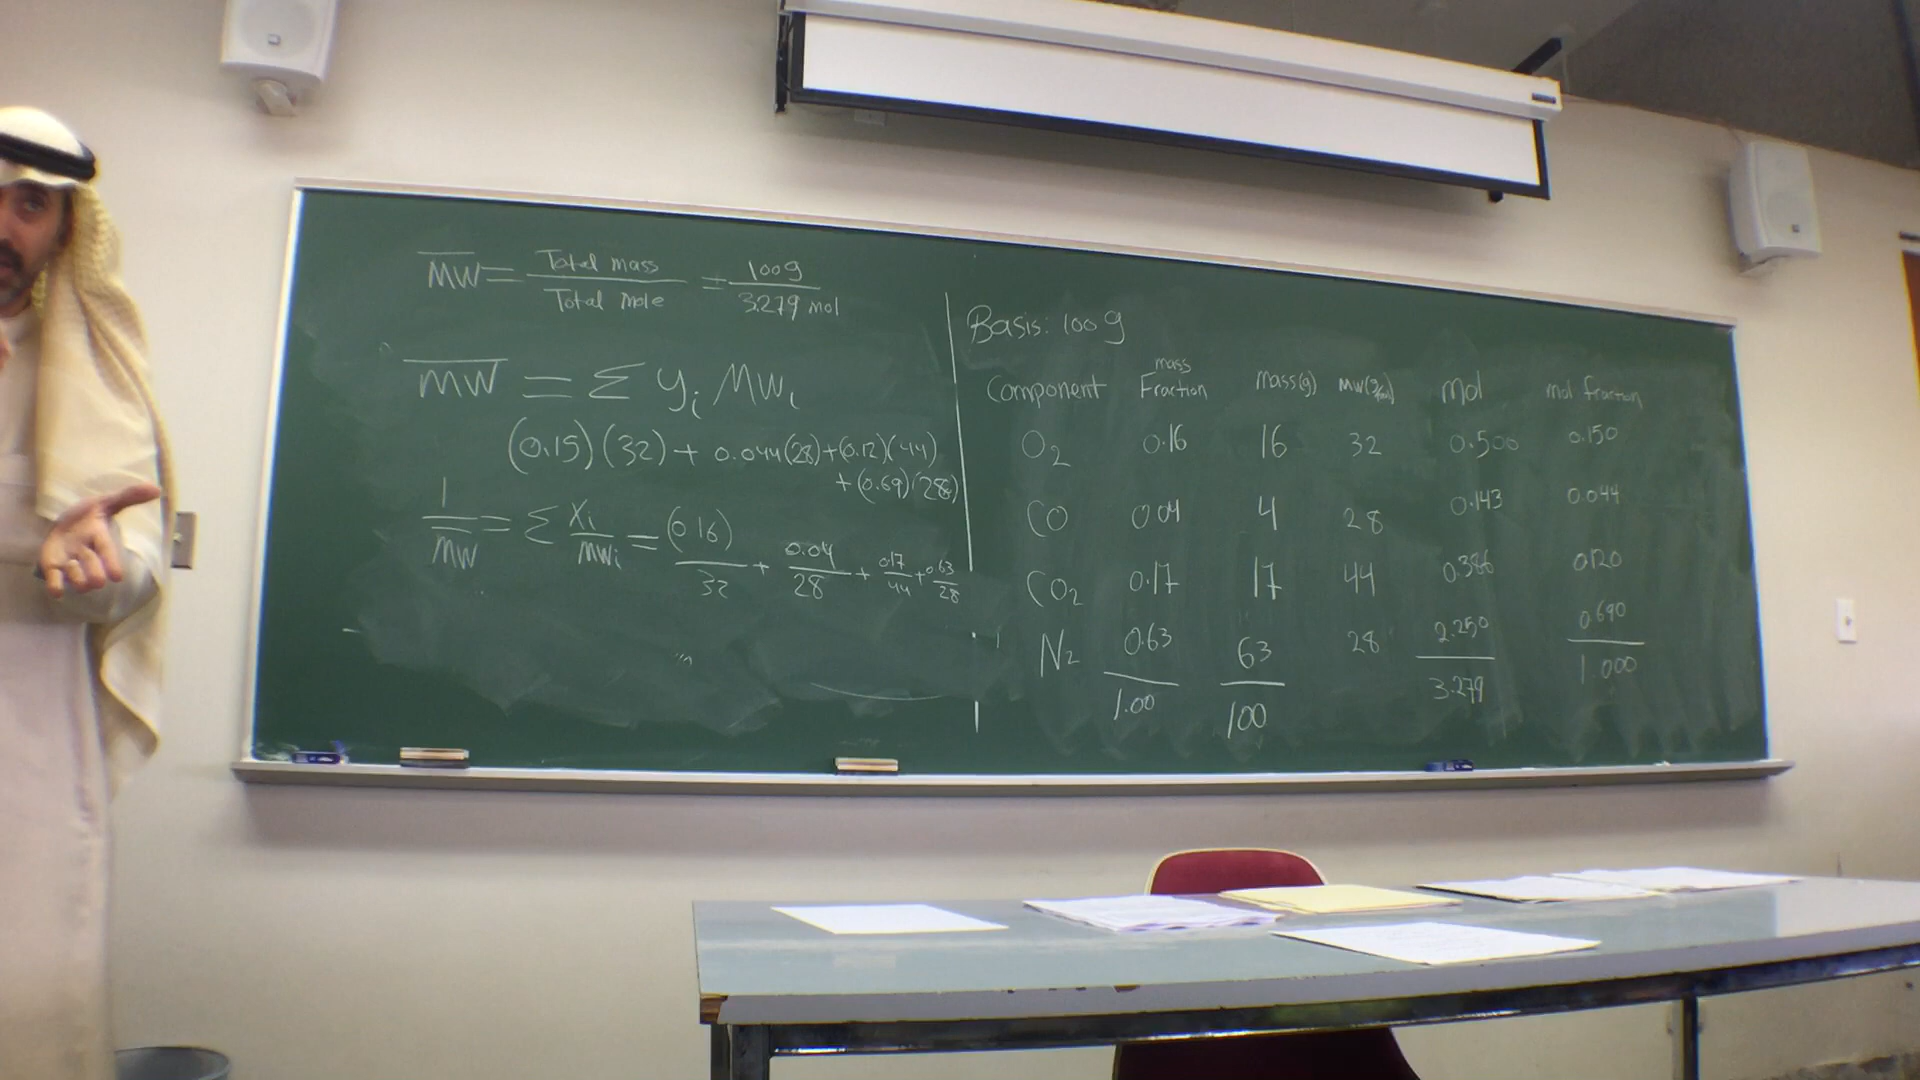 MW = Total mass / Total mole = 100g / 3.279 mol
MW = Σ yi Mwi
(0.15)(32) + 0.044(28)+(0.12)(44)
+(0.69)(28)
1/MW = Σ Xi/MWi = (0.16)/32 + 0.04/28 + 0.17/44 + 0.63/28
Basis: 100 g
Component mass Fraction mass(g) MW(g/mol) mol mol fraction
O2 0.16 16 32 0.500 0.150
CO 0.04 4 28 0.143 0.044
CO2 0.17 17 44 0.386 0.120
N2 0.63 63 28 2.250 0.690
1.00 100 3.279 1.000